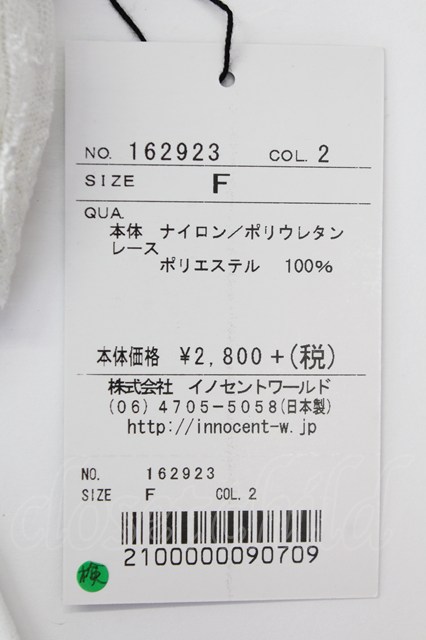 NO. 162923 COL. 2
SIZE F
QUA.
本体 ナイロン／ポリウレタン
レース
ポリエステル 100%
本体価格 ¥2,800+(税)
株式会社 イノセントワールド
(06) 4705-5058(日本製)
http://innocent-w.jp
NO. 162923
SIZE F COL. 2
2100000090709
検